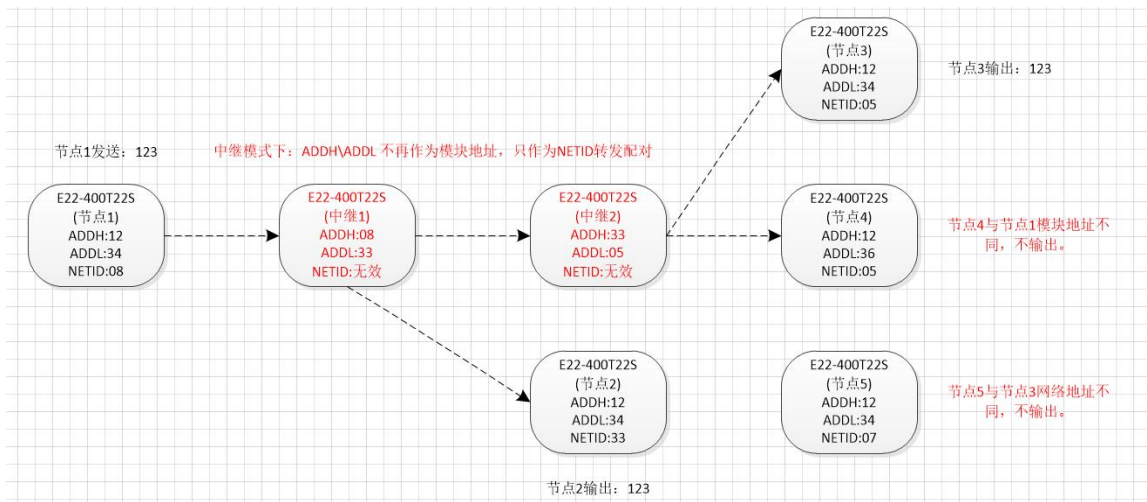 E22-400T22S
(节点3)
ADDH:12
ADDL:34
NETID:05
节点3输出：123
节点1发送：123
中继模式下：ADDH\ADDL 不再作为模块地址，只作为NETID转发配对
E22-400T22S
(节点1)
ADDH:12
ADDL:34
NETID:08
E22-400T22S
(中继1)
ADDH:08
ADDL:33
NETID:无效
E22-400T22S
(中继2)
ADDH:33
ADDL:05
NETID:无效
E22-400T22S
(节点4)
ADDH:12
ADDL:36
NETID:05
节点4与节点1模块地址不
同，不输出。
E22-400T22S
(节点2)
ADDH:12
ADDL:34
NETID:33
节点2输出：123
E22-400T22S
(节点5)
ADDH:12
ADDL:34
NETID:07
节点5与节点3网络地址不
同，不输出。